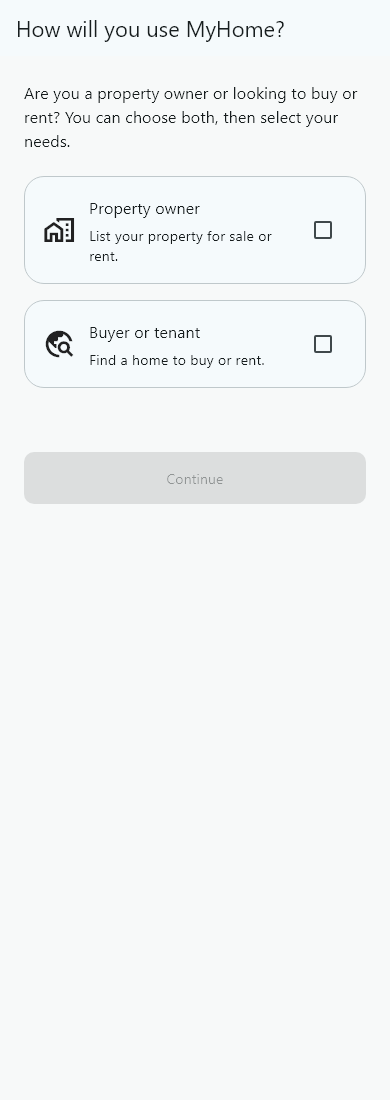 How will you use MyHome?
Are you a property owner or looking to buy or
rent? You can choose both, then select your
needs.
Property owner
List your property for sale or
rent.
Buyer or tenant
Find a home to buy or rent.
Continue